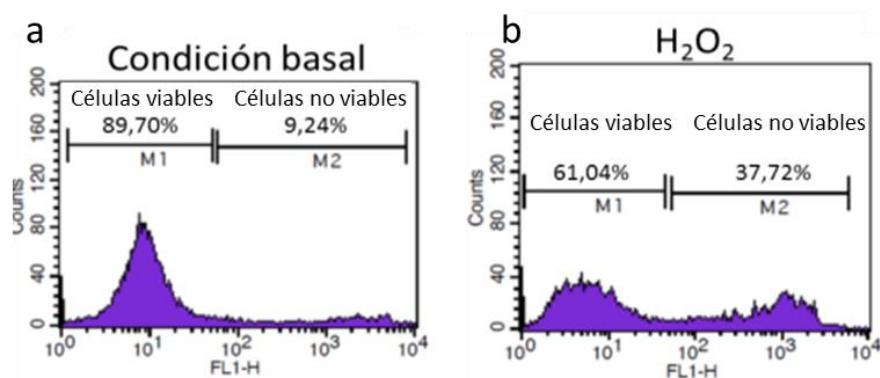 a
Condición basal
200
160
120
80
40
0
Counts
Células viables Células no viables
89,70% 9,24%
M1 M2
10⁰ 10¹ 10² 10³ 10⁴
FL1-H
b
H₂O₂
200
160
120
80
40
0
Counts
Células viables Células no viables
61,04% 37,72%
M1 M2
10⁰ 10¹ 10² 10³ 10⁴
FL1-H